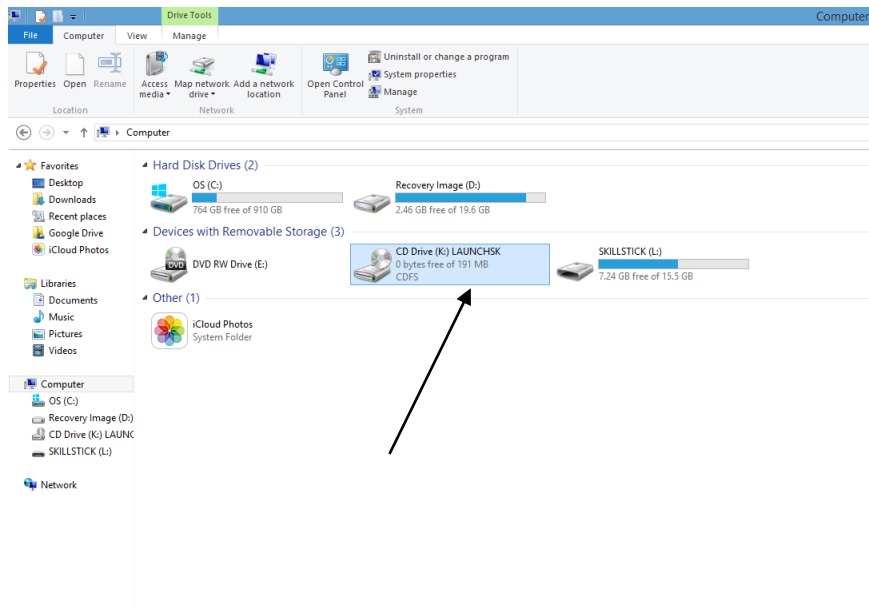 Drive Tools
Computer
File Computer View Manage
Properties Open Rename
Access media Map network drive Add a network location
Open Control Panel
Uninstall or change a program
System properties
Manage
Location Network System
Computer
Favorites
Desktop
Downloads
Recent places
Google Drive
iCloud Photos
Libraries
Documents
Music
Pictures
Videos
Computer
OS (C:)
Recovery Image (D:)
CD Drive (K:) LAUNC
SKILLSTICK (L:)
Network
Hard Disk Drives (2)
OS (C:)
764 GB free of 910 GB
Recovery Image (D:)
2.46 GB free of 19.6 GB
Devices with Removable Storage (3)
DVD
DVD RW Drive (E:)
CD Drive (K:) LAUNCHSK
0 bytes free of 191 MB
CDFS
SKILLSTICK (L:)
7.24 GB free of 15.5 GB
Other (1)
iCloud Photos
System Folder